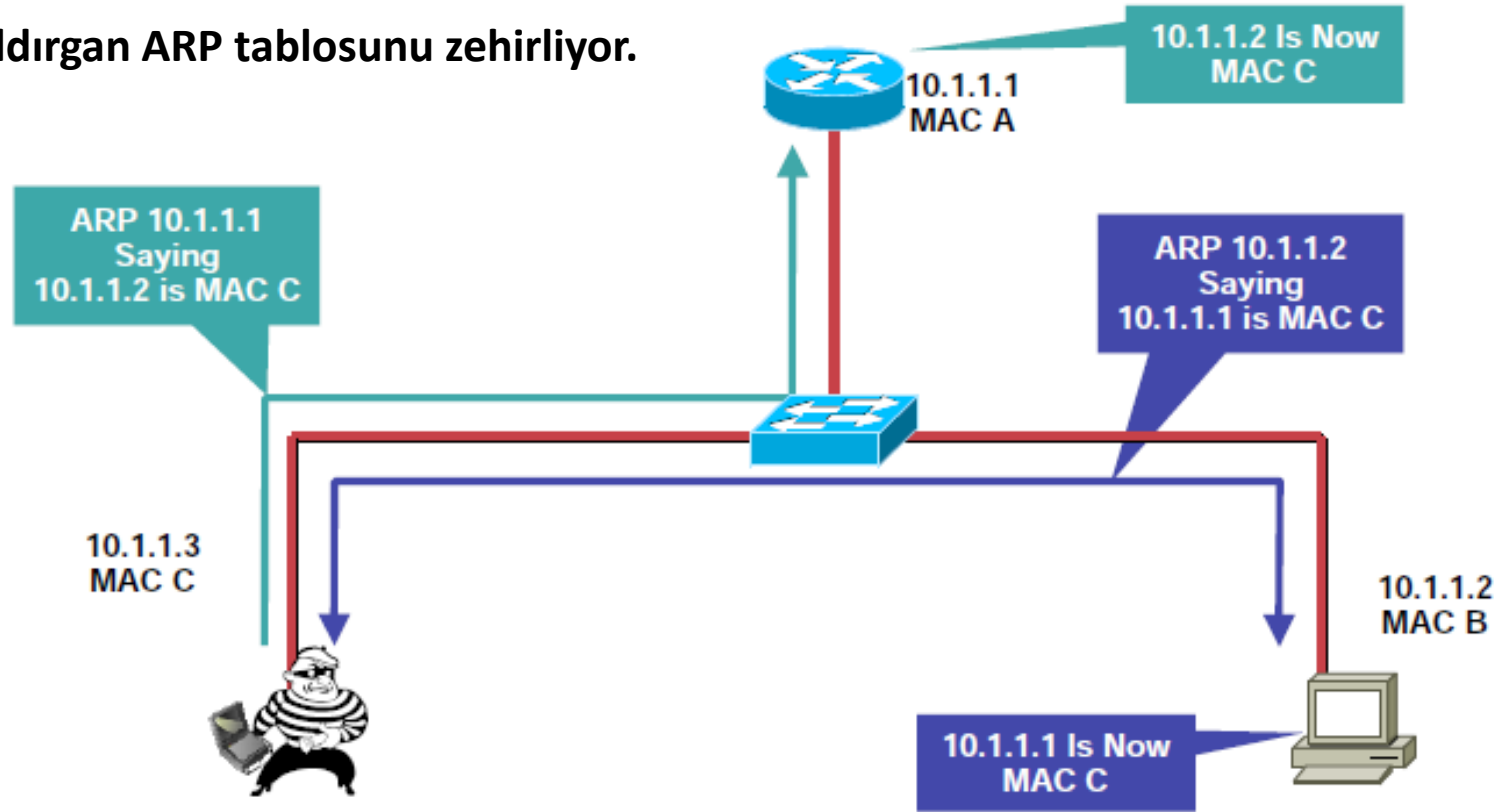 ARP tablosunu zehirliyor.
10.1.1.2 Is Now
MAC C
10.1.1.1
MAC A
ARP 10.1.1.1
Saying
10.1.1.2 is MAC C
ARP 10.1.1.2
Saying
10.1.1.1 is MAC C
10.1.1.3
MAC C
10.1.1.2
MAC B
10.1.1.1 Is Now
MAC C